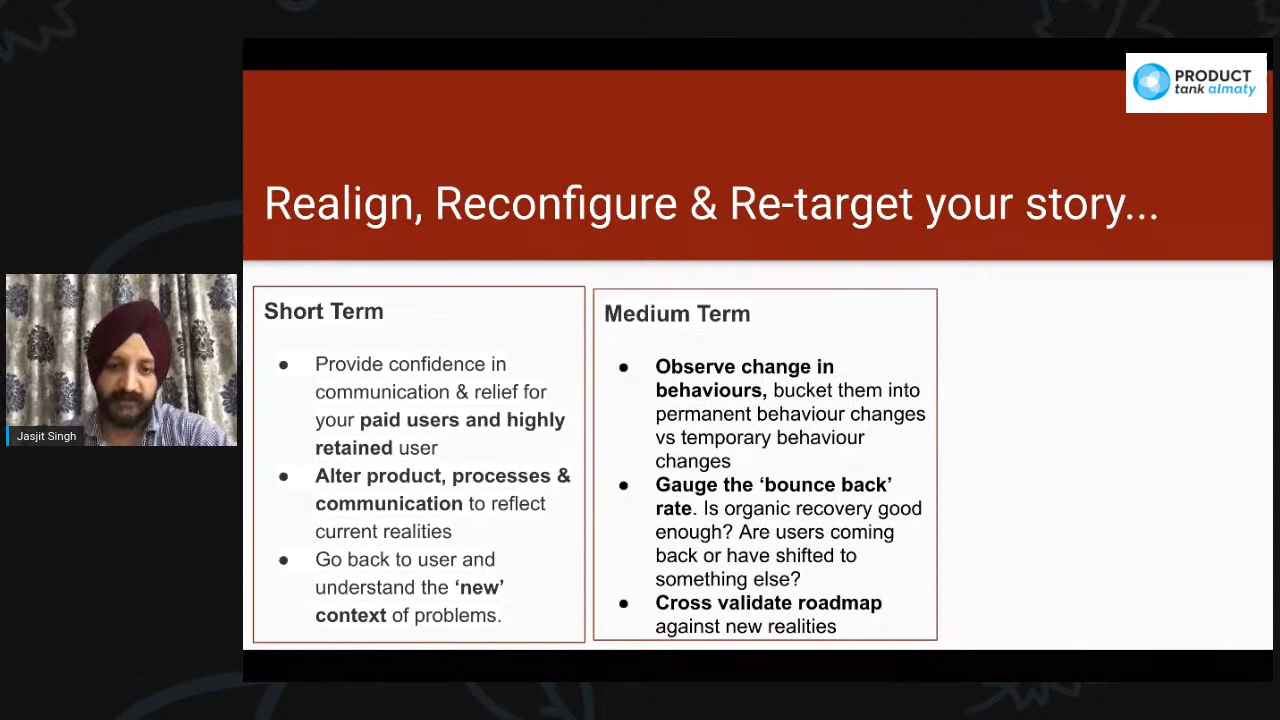 PRODUCT
tank almaty
Realign, Reconfigure & Re-target your story...
Short Term
● Provide confidence in
communication & relief for
your paid users and highly
retained user
● Alter product, processes &
communication to reflect
current realities
● Go back to user and
understand the ‘new’
context of problems.
Medium Term
● Observe change in
behaviours, bucket them into
permanent behaviour changes
vs temporary behaviour
changes
● Gauge the ‘bounce back’
rate. Is organic recovery good
enough? Are users coming
back or have shifted to
something else?
● Cross validate roadmap
against new realities
Jasjit Singh